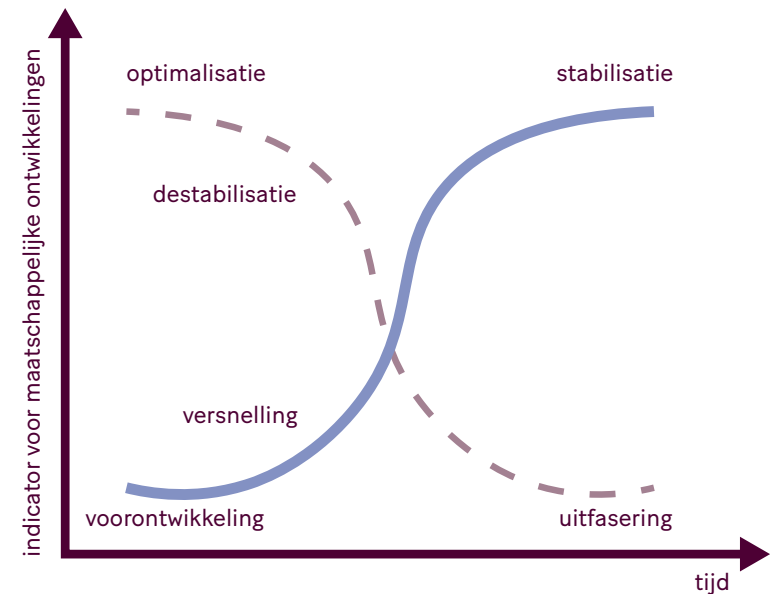 optimalisatie
stabilisatie
destabilisatie
versnelling
voorontwikkeling
uitfasering
tijd
indicator voor maatschappelijke ontwikkelingen